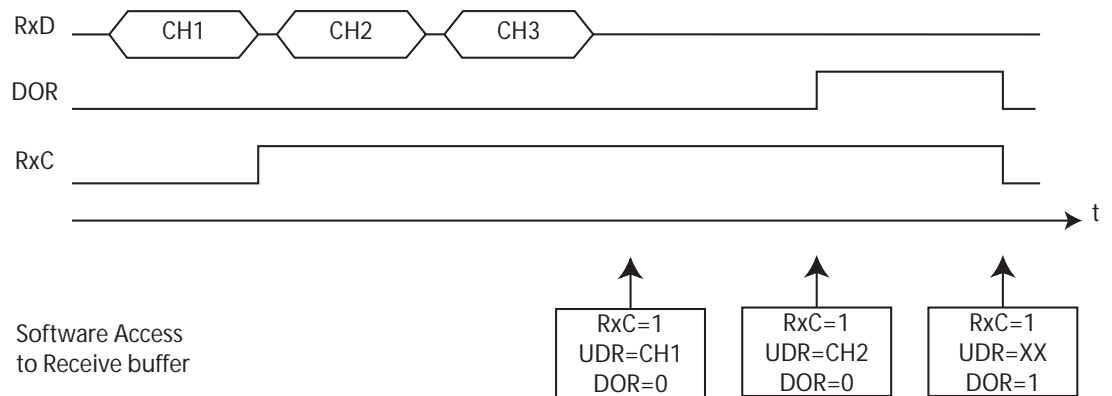 RxD
CH1
CH2
CH3
DOR
RxC
t
Software Access
to Receive buffer
RxC=1
UDR=CH1
DOR=0
RxC=1
UDR=CH2
DOR=0
RxC=1
UDR=XX
DOR=1